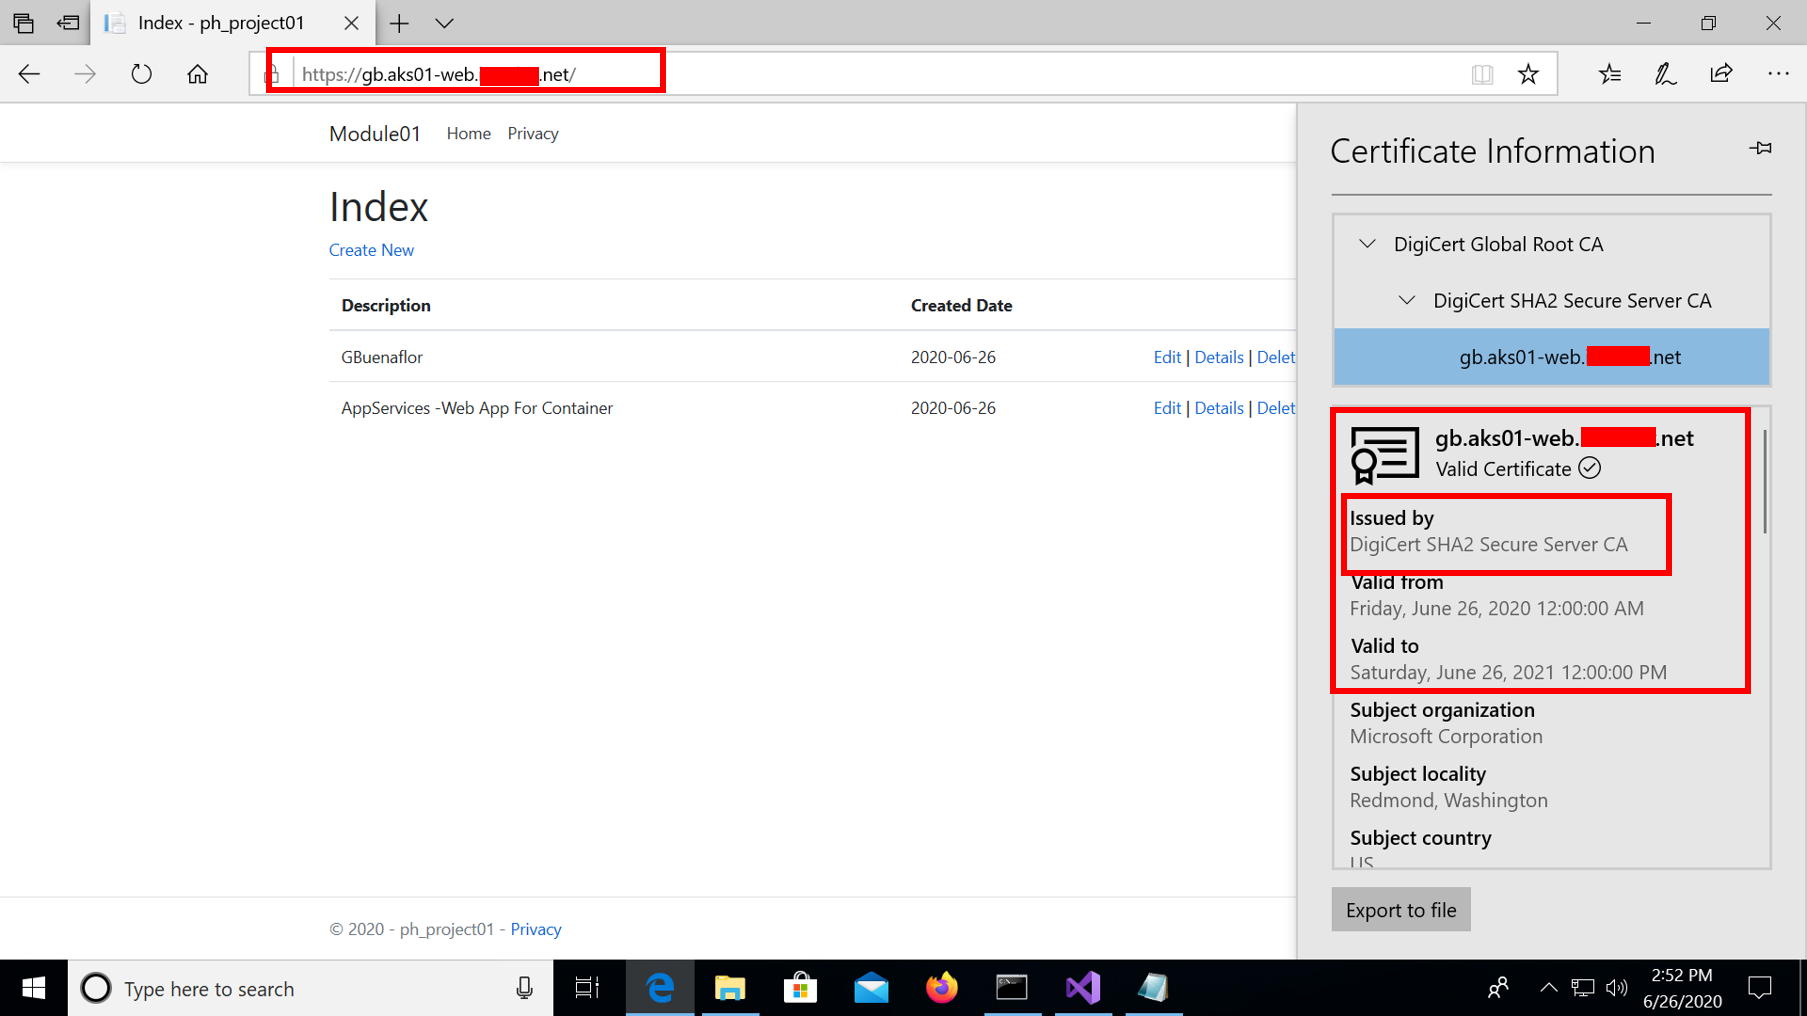 Index - ph_project01
https://gb.aks01-web. .net/
Module01 Home Privacy
Index
Create New
Description Created Date
GBuenaflor 2020-06-26 Edit | Details | Delet
AppServices -Web App For Container 2020-06-26 Edit | Details | Delet
© 2020 - ph_project01 - Privacy
Certificate Information
DigiCert Global Root CA
DigiCert SHA2 Secure Server CA
gb.aks01-web. .net
gb.aks01-web. .net
Valid Certificate
Issued by
DigiCert SHA2 Secure Server CA
Valid from
Friday, June 26, 2020 12:00:00 AM
Valid to
Saturday, June 26, 2021 12:00:00 PM
Subject organization
Microsoft Corporation
Subject locality
Redmond, Washington
Subject country
US
Export to file
Type here to search
2:52 PM
6/26/2020